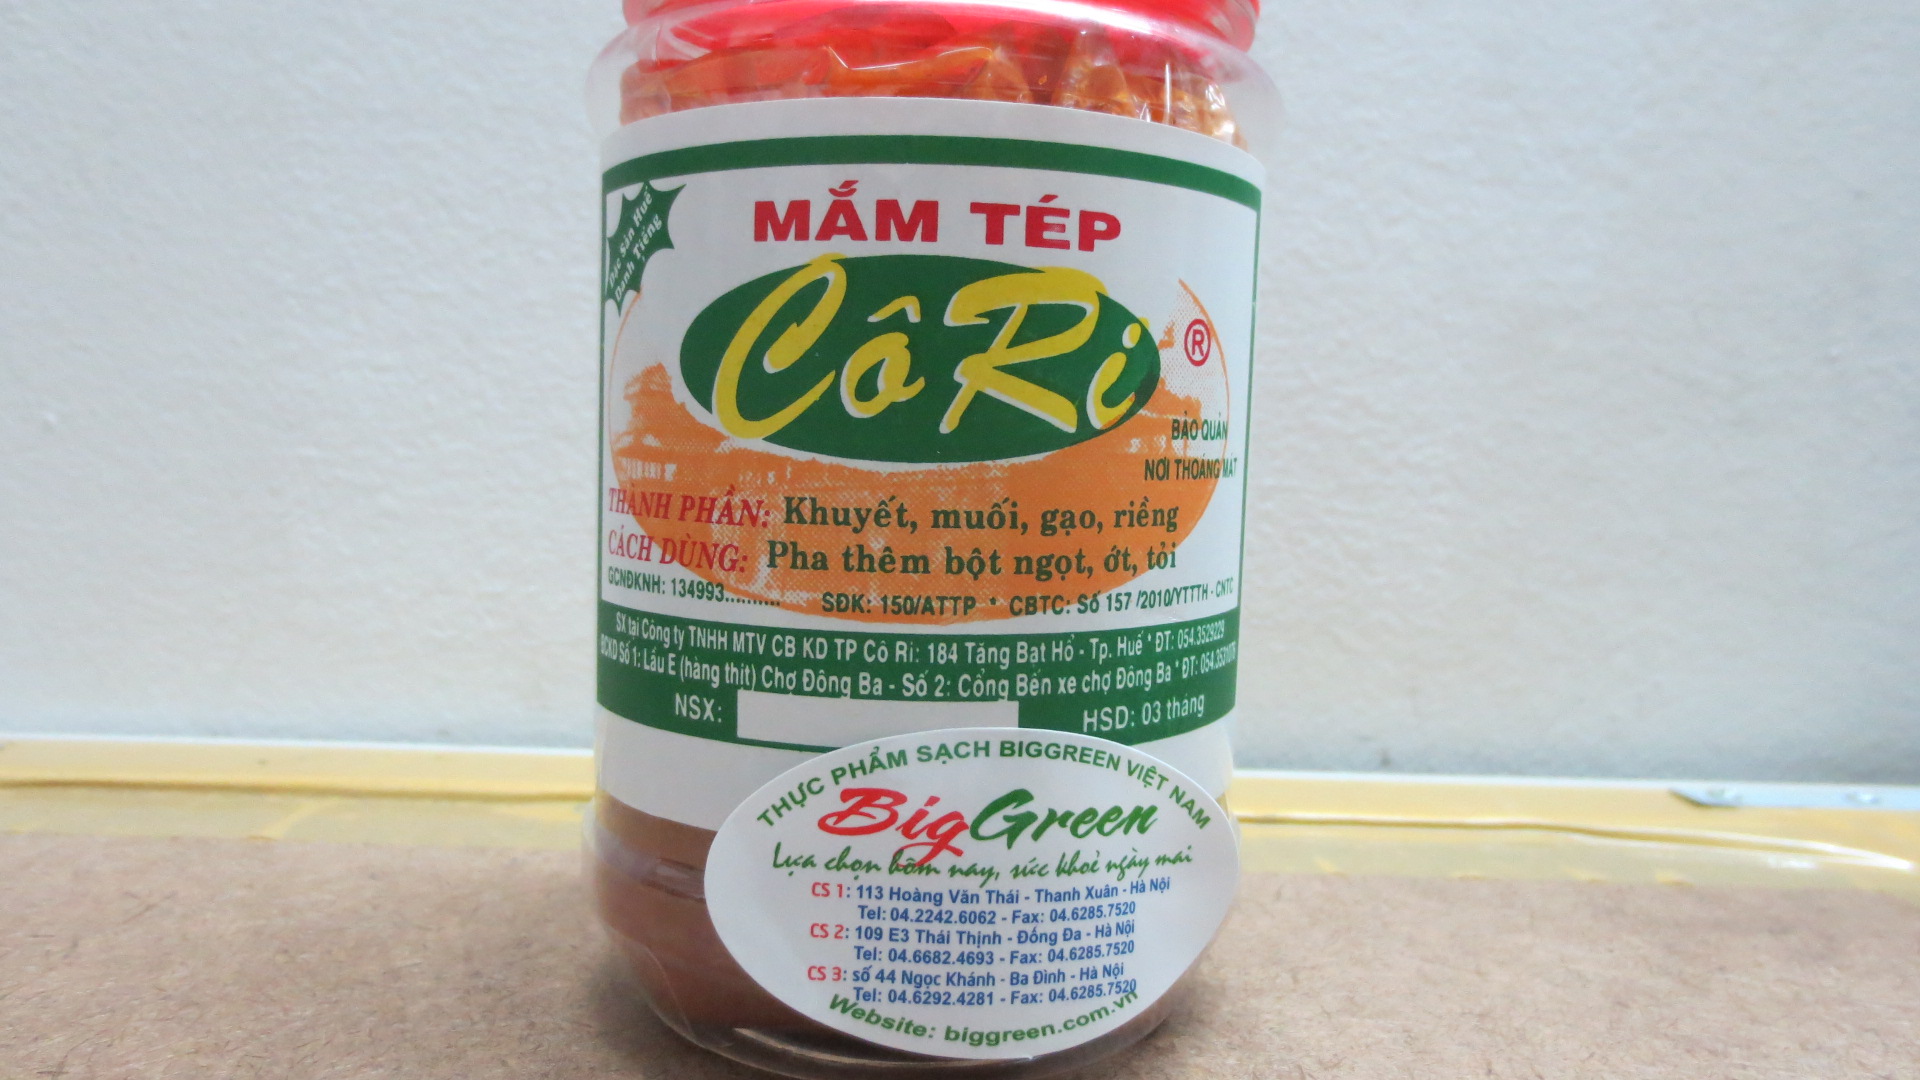 Đặc Sản Huế
Danh Tiếng
MẮM TÉP
Cô Ri
®
BẢO QUẢN
NƠI THOÁNG MÁT
THÀNH PHẦN: Khuyết, muối, gạo, riềng
CÁCH DÙNG: Pha thêm bột ngọt, ớt, tỏi
GCNĐKNH: 134993.......... SĐK: 150/ATTP * CBTC: Số 157 /2010/YTTTH - CNTC
SX tại Công ty TNHH MTV CB KD TP Cô Ri: 184 Tăng Bạt Hổ - Tp. Huế * ĐT: 054.3529229
BCKD Số 1: Lầu E (hàng thịt) Chợ Đông Ba - Số 2: Cổng Bến xe chợ Đông Ba * ĐT:
NSX: HSD: 03 tháng
THỰC PHẨM SẠCH BIGGREEN VIỆT NAM
BigGreen
Lựa chọn hôm nay, sức khoẻ ngày mai
CS 1: 113 Hoàng Văn Thái - Thanh Xuân - Hà Nội
Tel: 04.2242.6062 - Fax: 04.6285.7520
CS 2: 109 E3 Thái Thịnh - Đống Đa - Hà Nội
Tel: 04.6682.4693 - Fax: 04.6285.7520
CS 3: số 44 Ngọc Khánh - Ba Đình - Hà Nội
Tel: 04.6292.4281 - Fax: 04.6285.7520
Website: biggreen.com.vn